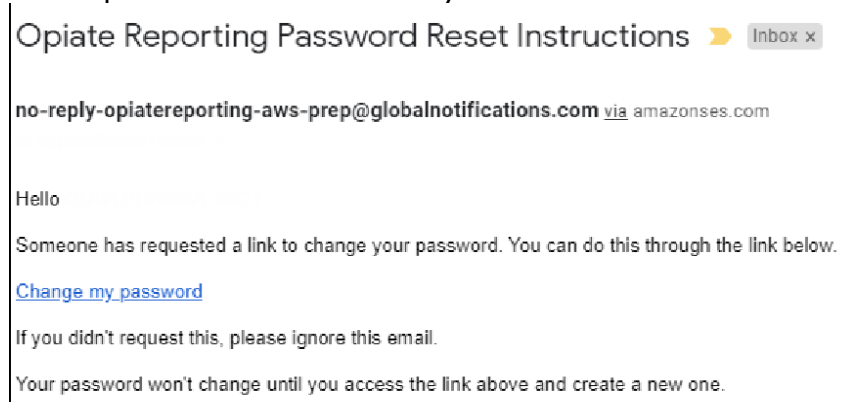 Opiate Reporting Password Reset Instructions Inbox x
no-reply-opiatereporting-aws-prep@globalnotifications.com via amazonses.com
Hello
Someone has requested a link to change your password. You can do this through the link below.
Change my password
If you didn't request this, please ignore this email.
Your password won't change until you access the link above and create a new one.